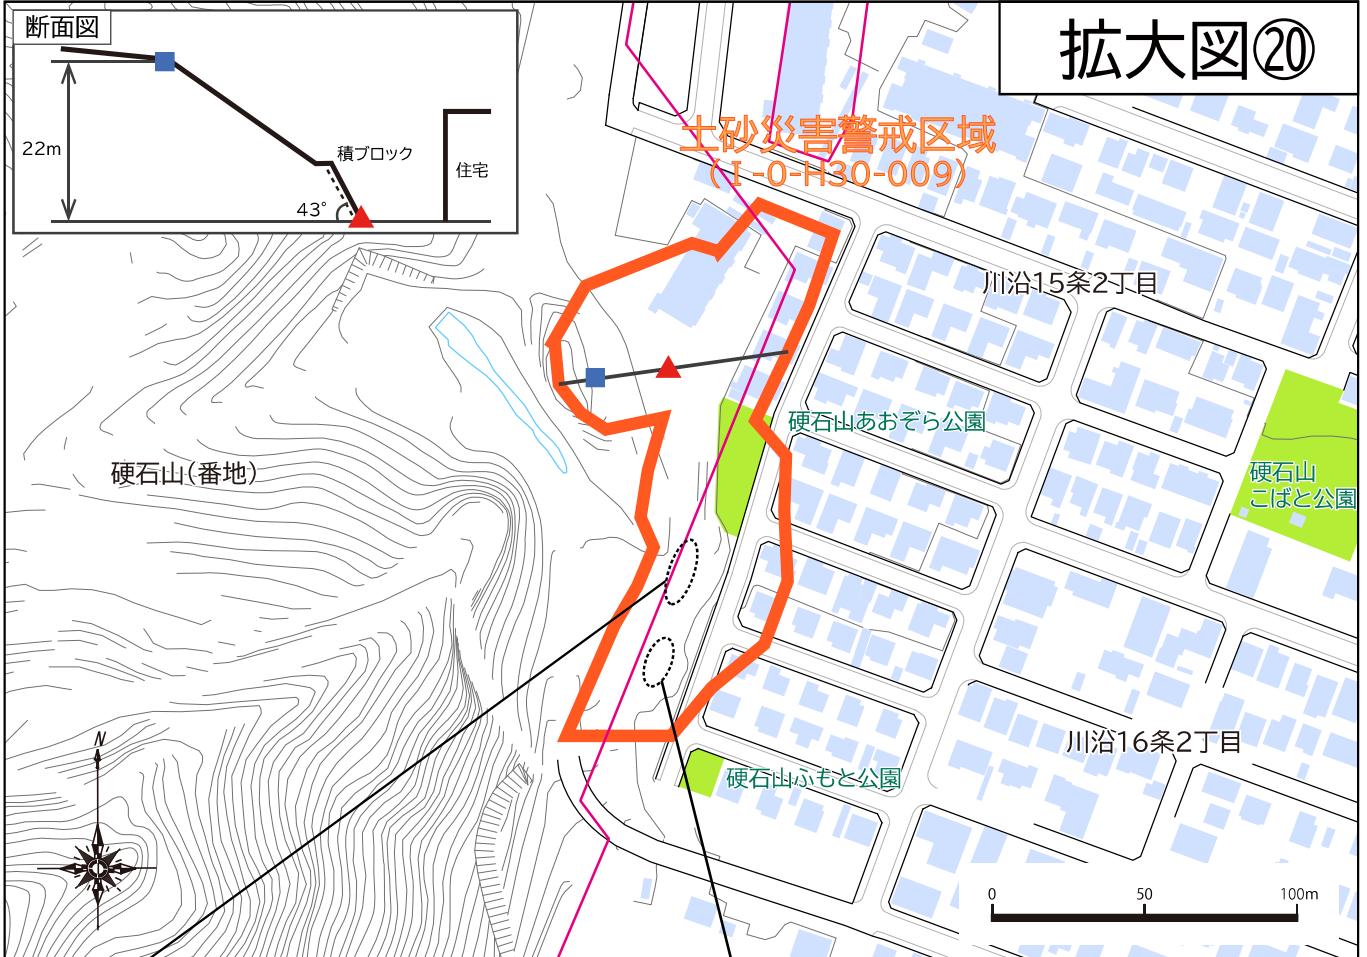 断面図
22m
積ブロック
住宅
43°
拡大図⑳
土砂災害警戒区域
(Ⅰ-0-H30-009)
川沿15条2丁目
硬石山あおぞら公園
硬石山
こばと公園
硬石山(番地)
川沿16条2丁目
硬石山ふもと公園
N
0 50 100m